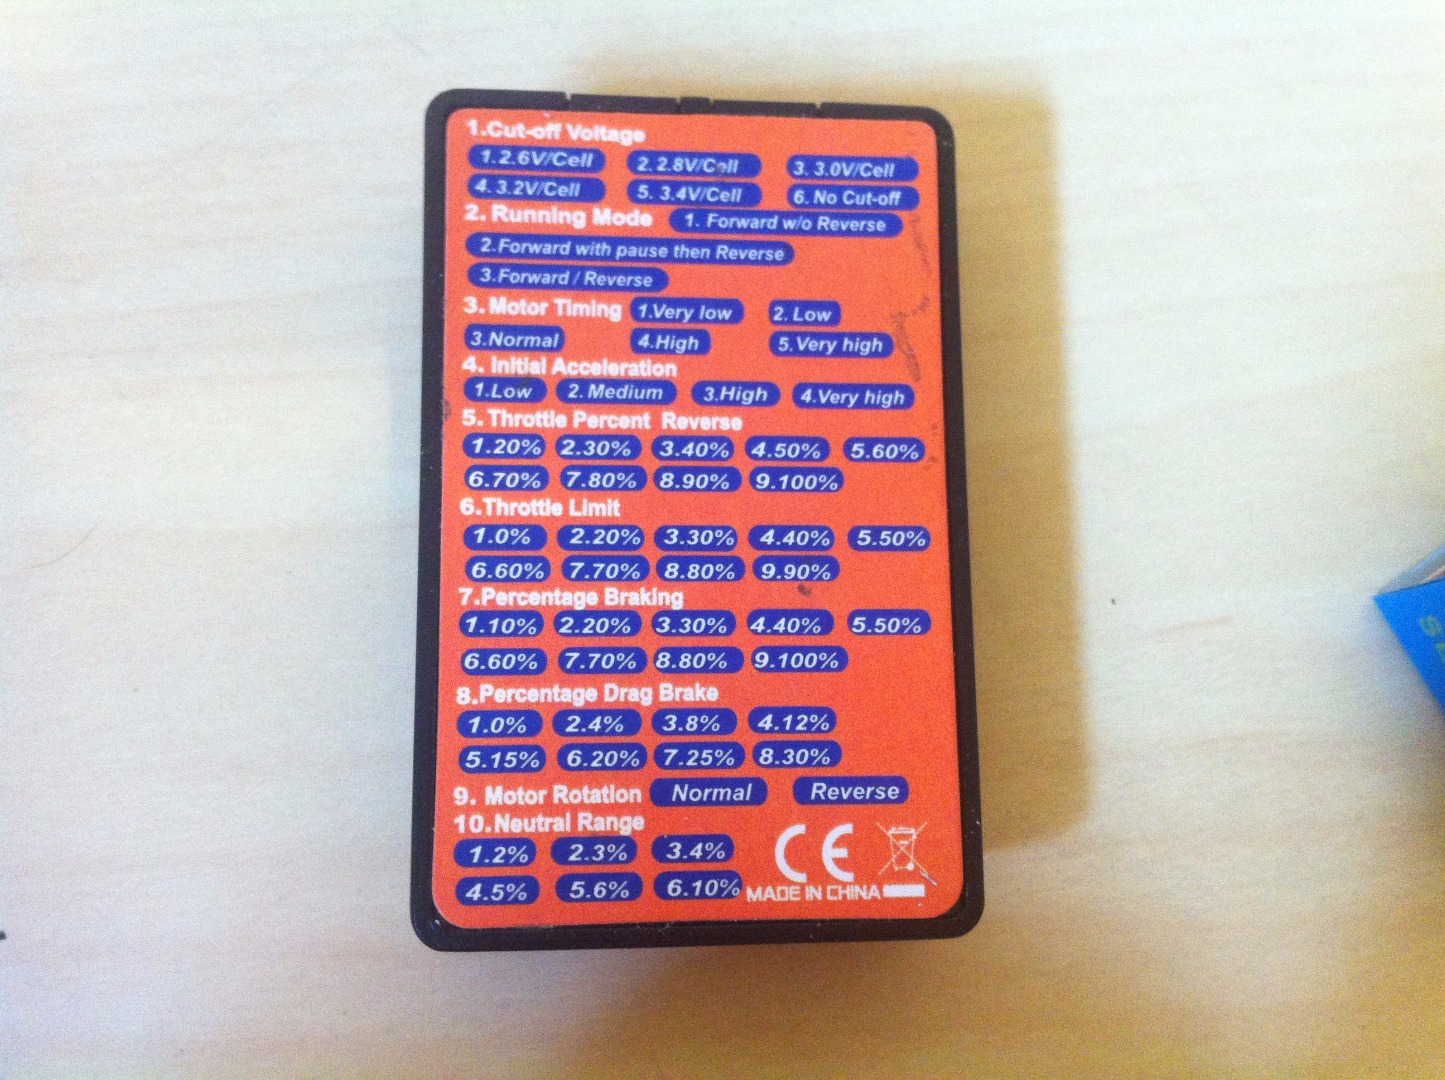 1.Cut-off Voltage
1.2.6V/Cell 2. 2.8V/Cell 3. 3.0V/Cell
4.3.2V/Cell 5. 3.4V/Cell 6. No Cut-off
2. Running Mode 1. Forward w/o Reverse
2.Forward with pause then Reverse
3.Forward / Reverse
3. Motor Timing 1.Very low 2. Low
3.Normal 4.High 5.Very high
4. Initial Acceleration
1.Low 2. Medium 3.High 4.Very high
5. Throttle Percent Reverse
1.20% 2.30% 3.40% 4.50% 5.60%
6.70% 7.80% 8.90% 9.100%
6.Throttle Limit
1.0% 2.20% 3.30% 4.40% 5.50%
6.60% 7.70% 8.80% 9.90%
7.Percentage Braking
1.10% 2.20% 3.30% 4.40% 5.50%
6.60% 7.70% 8.80% 9.100%
8.Percentage Drag Brake
1.0% 2.4% 3.8% 4.12%
5.15% 6.20% 7.25% 8.30%
9. Motor Rotation Normal Reverse
10.Neutral Range
1.2% 2.3% 3.4%
4.5% 5.6% 6.10%
CE
MADE IN CHINA